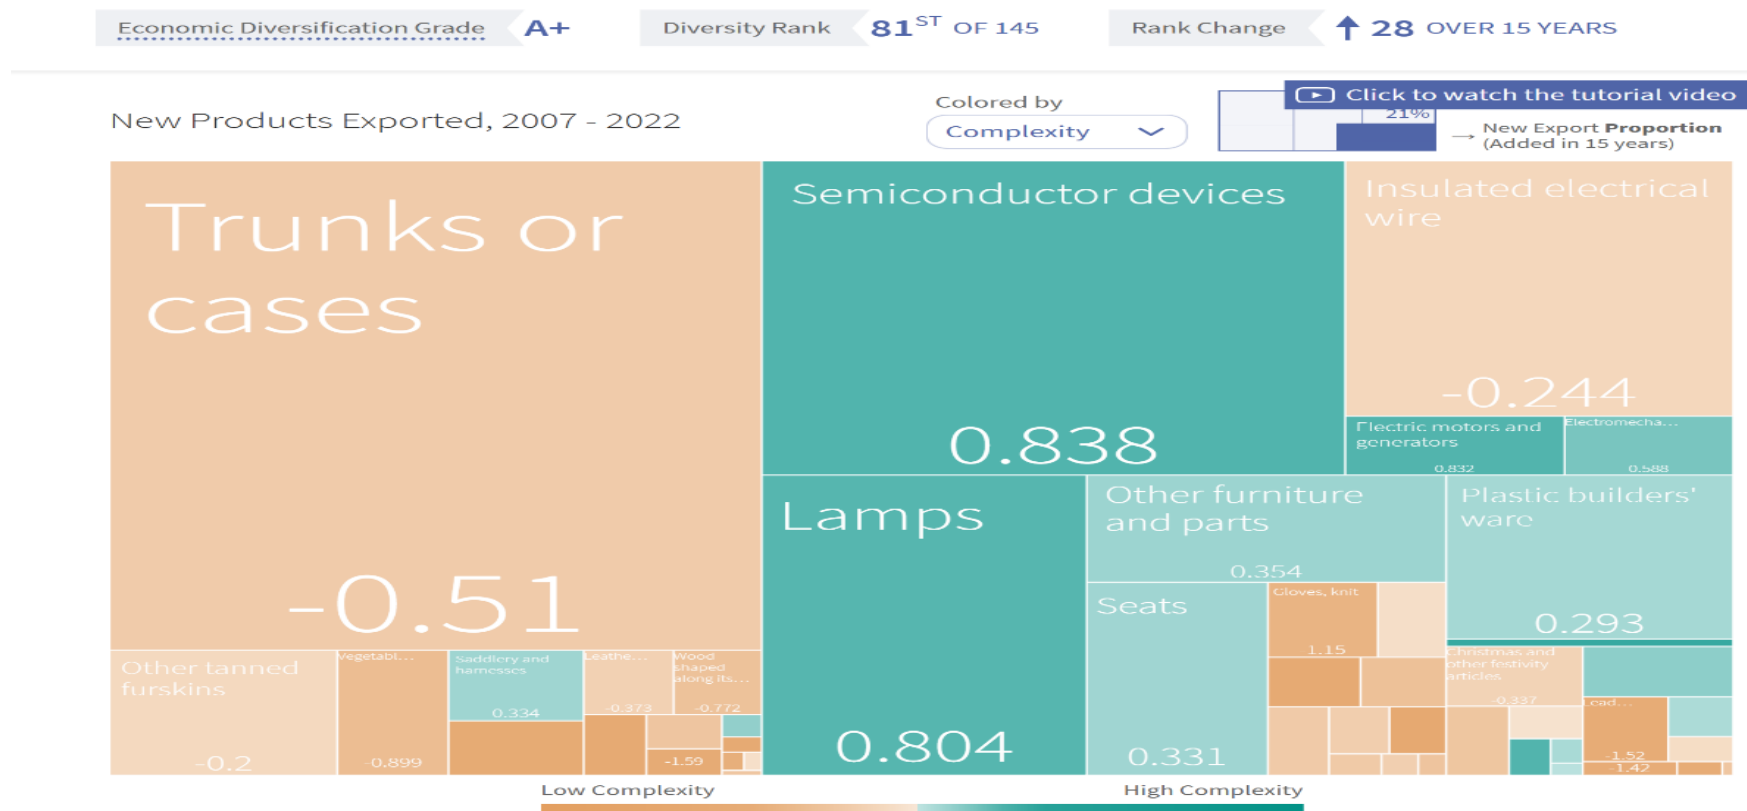 Economic Diversification Grade A+ Diversity Rank 81ST OF 145 Rank Change ↑ 28 OVER 15 YEARS
Click to watch the tutorial video
New Products Exported, 2007 - 2022
Colored by
Complexity
21%
→ New Export Proportion
(Added in 15 years)
Trunks or
cases
-0.51
Semiconductor devices
0.838
Insulated electrical
wire
-0.244
Electric motors and
generators
0.832
Electromecha...
0.588
Lamps
0.804
Other furniture
and parts
0.354
Plastic builders'
ware
0.293
Seats
0.331
Gloves, knit
1.15
Other tanned
furskins
-0.2
Vegetabl...
-0.899
Saddlery and
harnesses
0.334
Leathe...
-0.373
Wood
shaped
along its...
-0.772
-1.59
Christmas and
other festivity
articles
-0.337
Lead...
-1.52
-1.42
Low Complexity
High Complexity